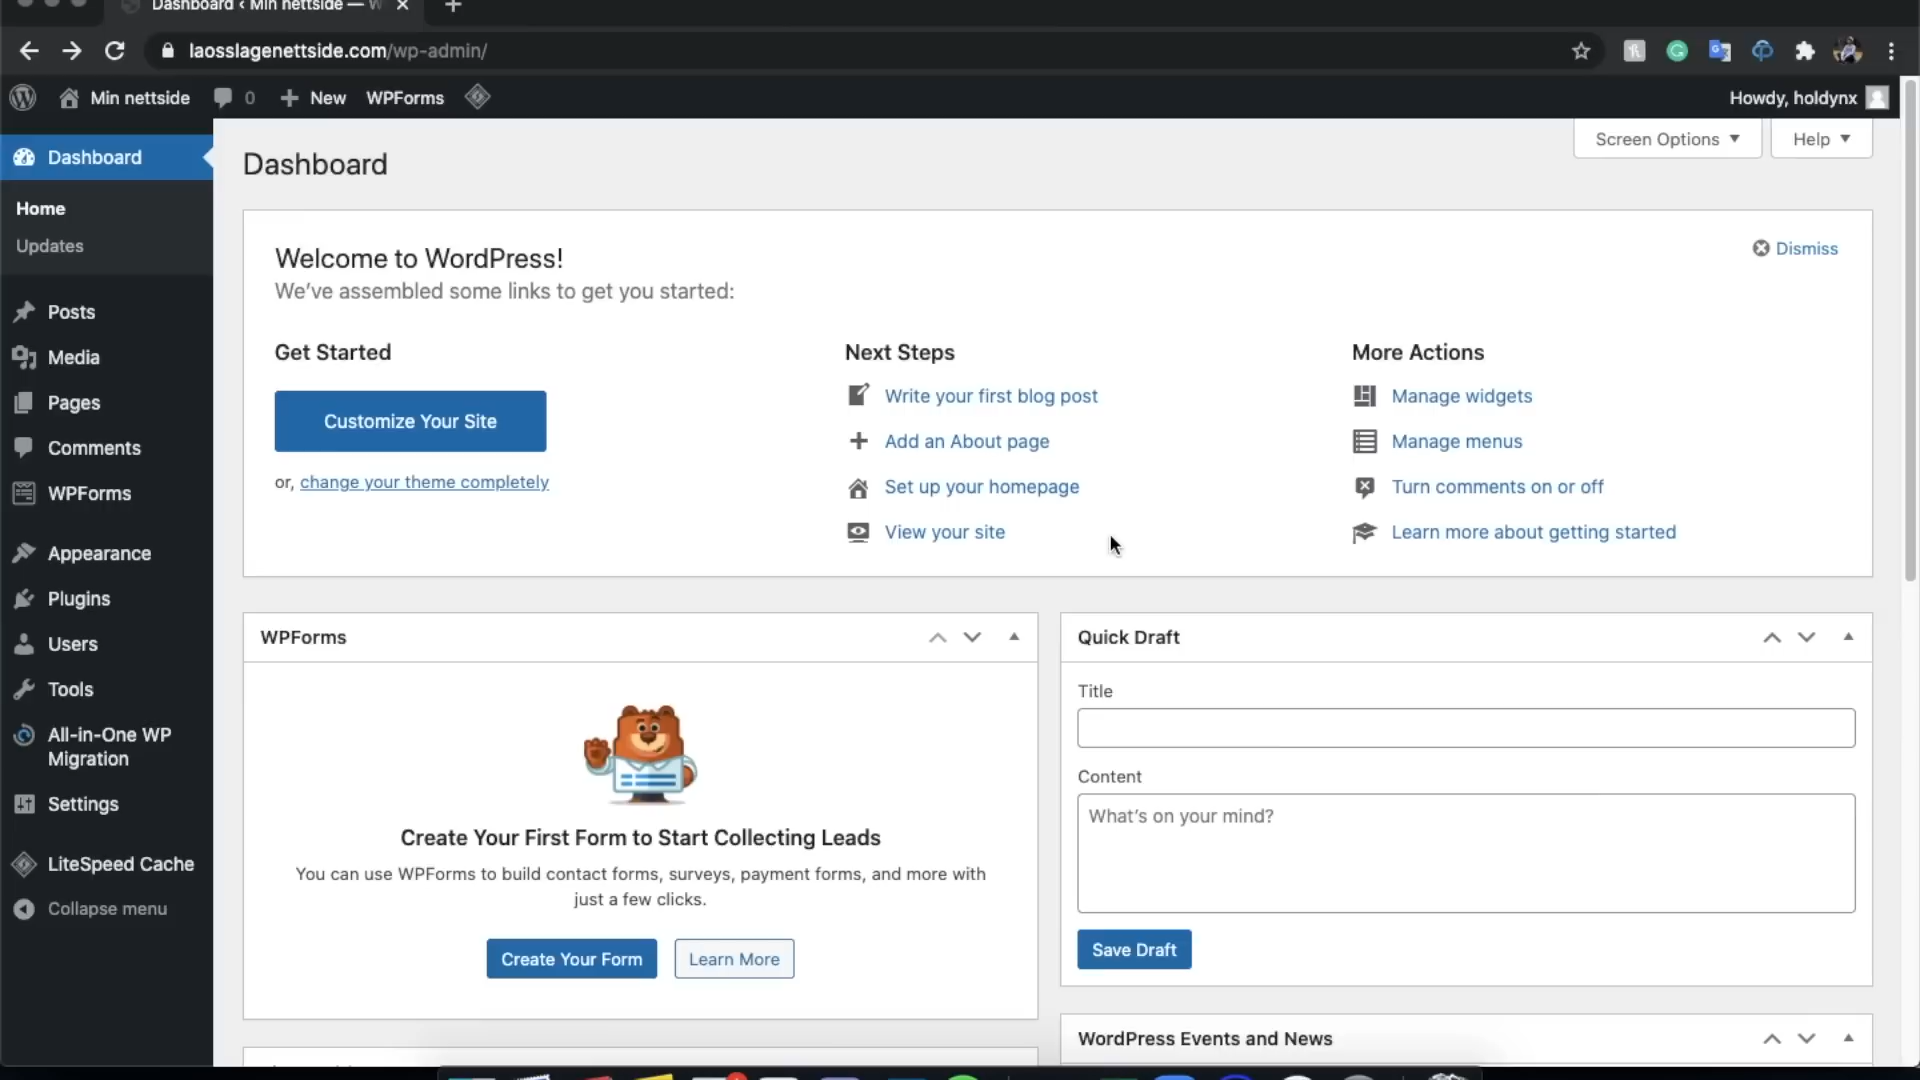 Dashboard ‹ Min nettside — W
laosslagenettside.com/wp-admin/
Min nettside
0
New
WPForms
Howdy, holdynx
Screen Options
Help
Dashboard
Home
Updates
Posts
Media
Pages
Comments
WPForms
Appearance
Plugins
Users
Tools
All-in-One WP
Migration
Settings
LiteSpeed Cache
Collapse menu
Dashboard
Welcome to WordPress!
Dismiss
We’ve assembled some links to get you started:
Get Started
Customize Your Site
or, change your theme completely
Next Steps
Write your first blog post
Add an About page
Set up your homepage
View your site
More Actions
Manage widgets
Manage menus
Turn comments on or off
Learn more about getting started
WPForms
Create Your First Form to Start Collecting Leads
You can use WPForms to build contact forms, surveys, payment forms, and more with
just a few clicks.
Create Your Form
Learn More
Quick Draft
Title
Content
What’s on your mind?
Save Draft
WordPress Events and News